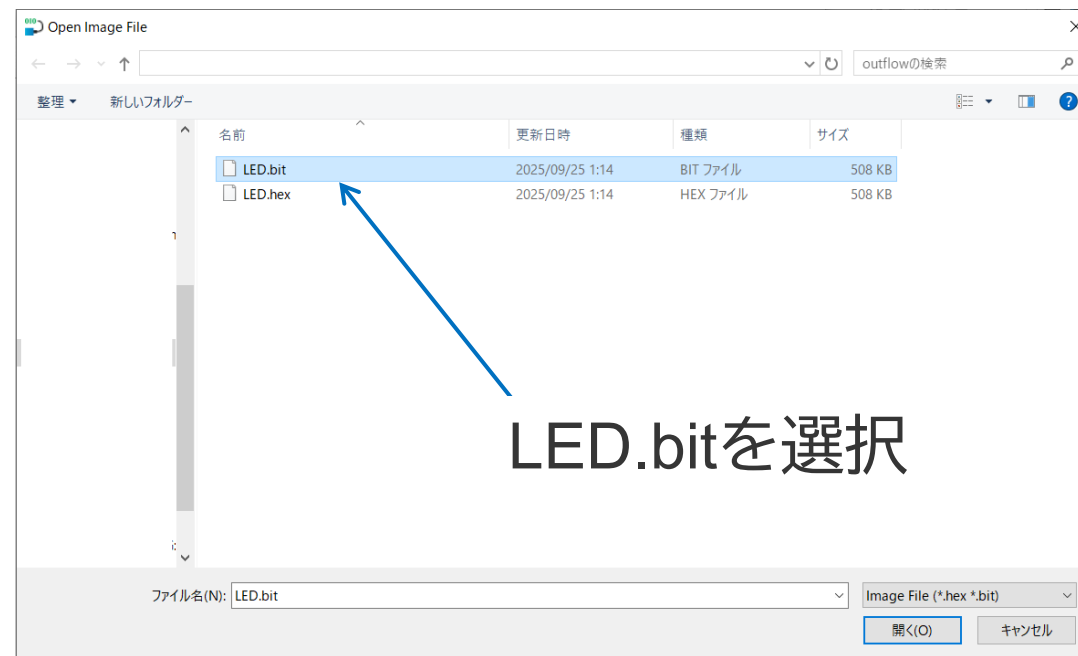 Open Image File
outflowの検索
整理 新しいフォルダー
名前 更新日時 種類 サイズ
LED.bit 2025/09/25 1:14 BIT ファイル 508 KB
LED.hex 2025/09/25 1:14 HEX ファイル 508 KB
LED.bitを選択
ファイル名(N): LED.bit Image File (*.hex *.bit)
開く(O) キャンセル